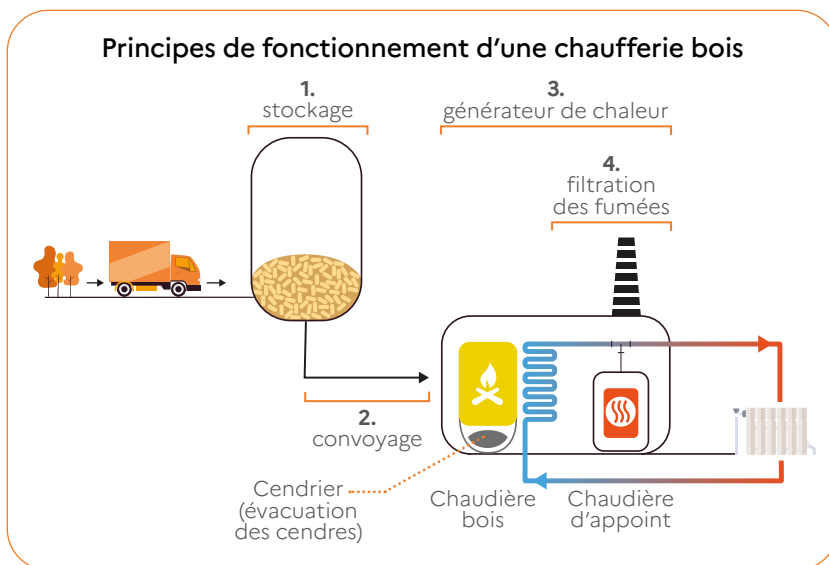 Principes de fonctionnement d’une chaufferie bois
1.
stockage
3.
générateur de chaleur
4.
filtration
des fumées
2.
convoyage
Cendrier
(évacuation
des cendres)
Chaudière
bois
Chaudière
d’appoint